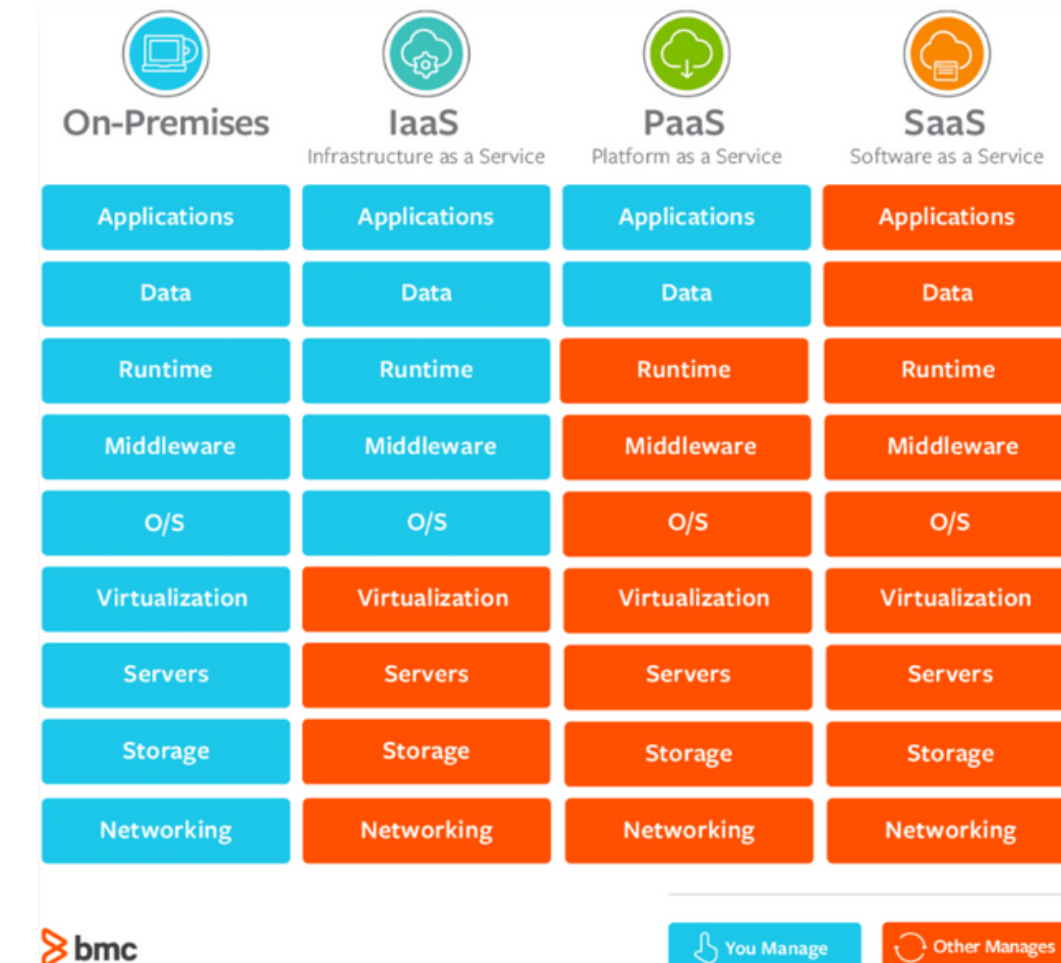 On-Premises
IaaS
PaaS
SaaS
Infrastructure as a Service
Platform as a Service
Software as a Service
Applications
Applications
Applications
Applications
Data
Data
Data
Data
Runtime
Runtime
Runtime
Runtime
Middleware
Middleware
Middleware
Middleware
O/S
O/S
O/S
O/S
Virtualization
Virtualization
Virtualization
Virtualization
Servers
Servers
Servers
Servers
Storage
Storage
Storage
Storage
Networking
Networking
Networking
Networking
bmc
You Manage
Other Manages